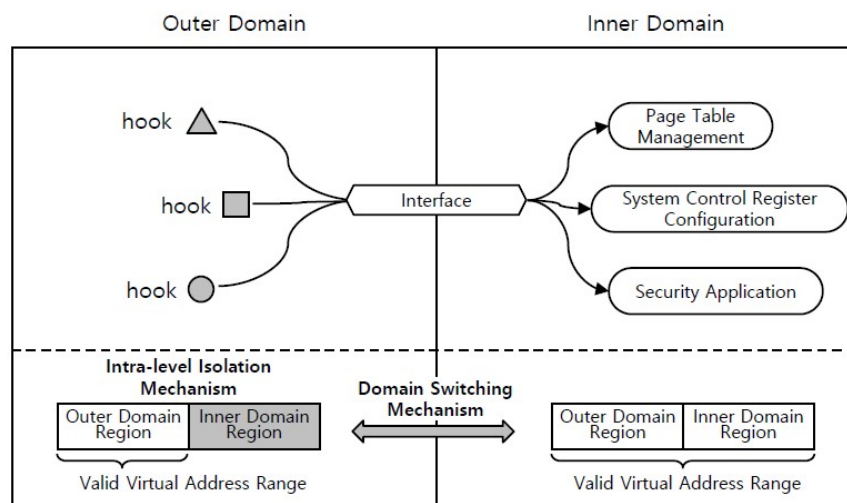 Outer Domain
Inner Domain
hook
hook
hook
Interface
Page Table
Management
System Control Register
Configuration
Security Application
Intra-level Isolation
Mechanism
Outer Domain
Region
Inner Domain
Region
Valid Virtual Address Range
Domain Switching
Mechanism
Outer Domain
Region
Inner Domain
Region
Valid Virtual Address Range